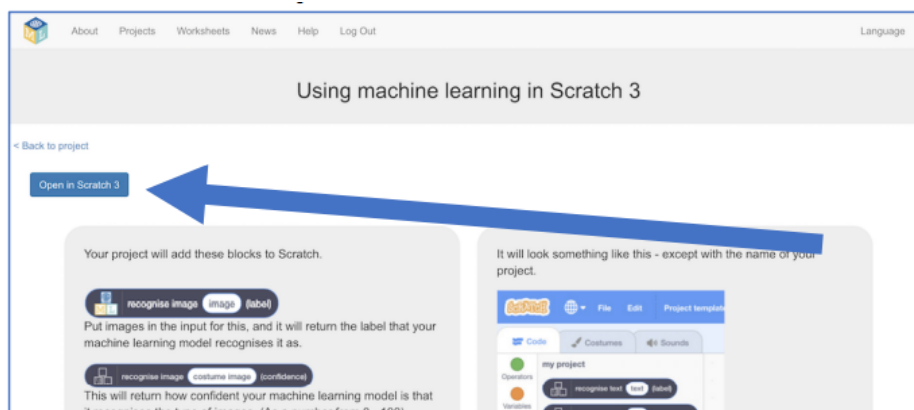 About Projects Worksheets News Help Log Out Language
Using machine learning in Scratch 3
< Back to project
Open in Scratch 3
Your project will add these blocks to Scratch.
recognise image image (label)
Put images in the input for this, and it will return the label that your
machine learning model recognises it as.
recognise image costume image (confidence)
This will return how confident your machine learning model is that
It will look something like this - except with the name of your
project.
SCRATCH File Edit Project templat
Code Costumes Sounds
Operators
Variables
my project
recognise text text (label)